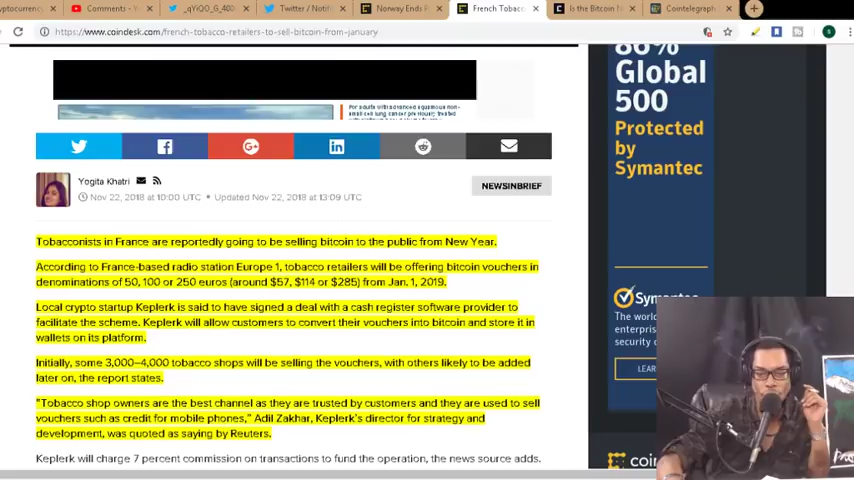 yptocurrency
Comments - Y
_qYiQO_G_400
Twitter / Notifi
Norway Ends P
French Tobacc
Is the Bitcoin N
Cointelegraph
https://www.coindesk.com/french-tobacco-retailers-to-sell-bitcoin-from-january
For adults with advanced squamous non-
small cell lung cancer previously treated
Yogita Khatri
Nov 22, 2018 at 10:00 UTC • Updated Nov 22, 2018 at 13:09 UTC
NEWSINBRIEF
Tobacconists in France are reportedly going to be selling bitcoin to the public from New Year.
According to France-based radio station Europe 1, tobacco retailers will be offering bitcoin vouchers in
denominations of 50, 100 or 250 euros (around $57, $114 or $285) from Jan. 1, 2019.
Local crypto startup Keplerk is said to have signed a deal with a cash register software provider to
facilitate the scheme. Keplerk will allow customers to convert their vouchers into bitcoin and store it in
wallets on its platform.
Initially, some 3,000–4,000 tobacco shops will be selling the vouchers, with others likely to be added
later on, the report states.
"Tobacco shop owners are the best channel as they are trusted by customers and they are used to sell
vouchers such as credit for mobile phones," Adil Zakhar, Keplerk's director for strategy and
development, was quoted as saying by Reuters.
Keplerk will charge 7 percent commission on transactions to fund the operation, the news source adds.
86%
Global
500
Protected
by
Symantec
Syma
The world
enterpris
security c
LEAR
coin